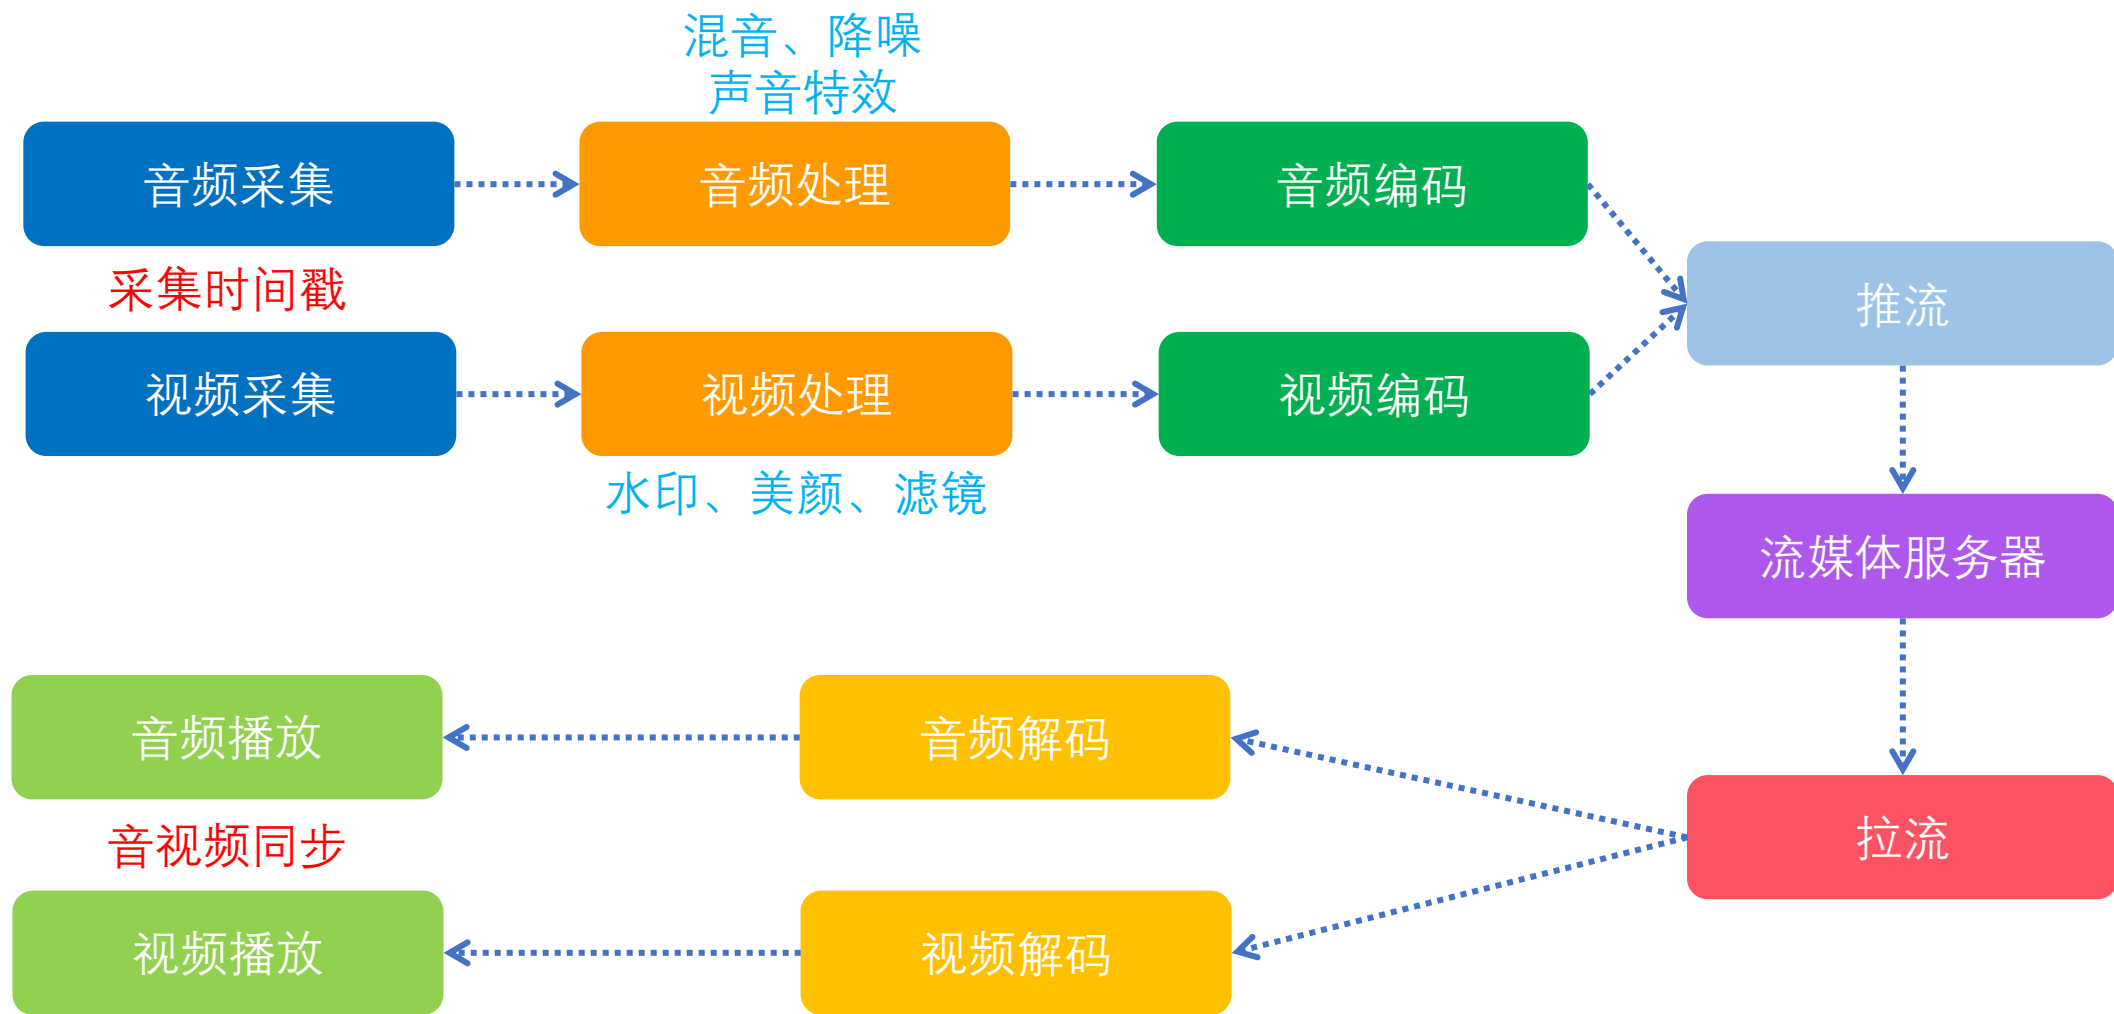 混音、降噪
声音特效
音频采集
音频处理
音频编码
采集时间戳
推流
视频采集
视频处理
视频编码
水印、美颜、滤镜
流媒体服务器
音频播放
音频解码
音视频同步
拉流
视频播放
视频解码